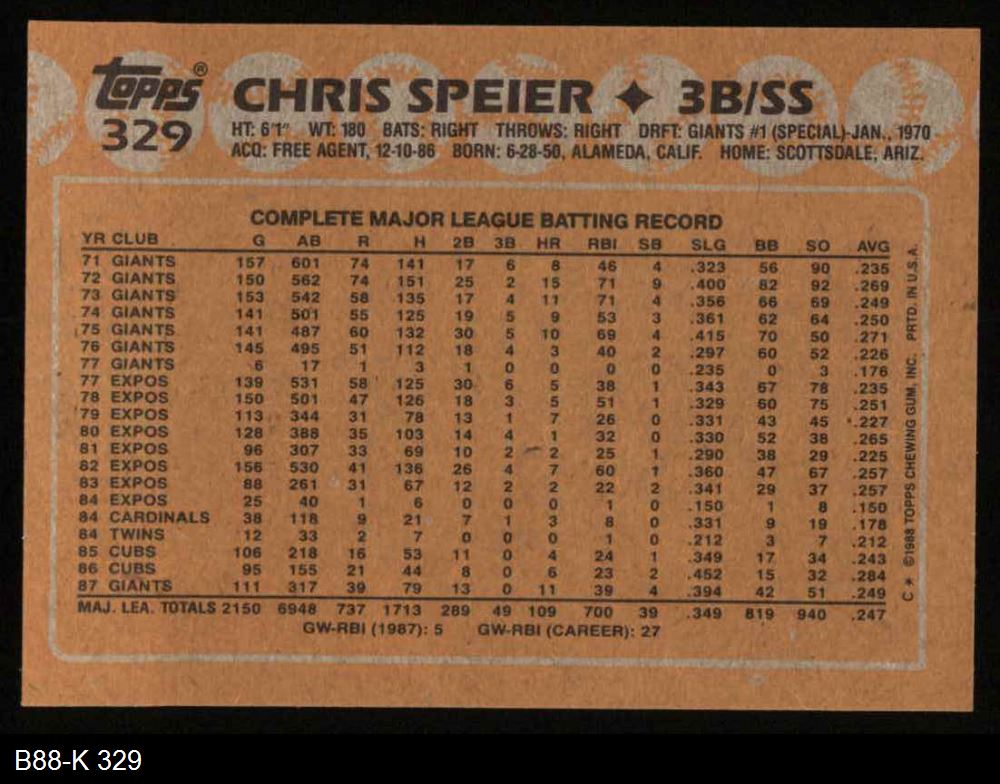 topps®
CHRIS SPEIER ✦ 3B/SS
329
HT: 6'1" WT: 180 BATS: RIGHT THROWS: RIGHT DRFT: GIANTS #1 (SPECIAL)-JAN., 1970
ACQ: FREE AGENT, 12-10-86 BORN: 6-28-50, ALAMEDA, CALIF. HOME: SCOTTSDALE, ARIZ.
COMPLETE MAJOR LEAGUE BATTING RECORD
YR CLUB G AB R H 2B 3B HR RBI SB SLG BB SO AVG
71 GIANTS 157 601 74 141 17 6 8 46 4 .323 56 90 .235
72 GIANTS 150 562 74 151 25 2 15 71 9 .400 82 92 .269
73 GIANTS 153 542 58 135 17 4 11 71 4 .356 66 69 .249
74 GIANTS 141 501 55 125 19 5 9 53 3 .361 62 64 .250
75 GIANTS 141 487 60 132 30 5 10 69 4 .415 70 50 .271
76 GIANTS 145 495 51 112 18 4 3 40 2 .297 60 52 .226
77 GIANTS 6 17 1 3 1 0 0 0 0 .235 0 3 .176
77 EXPOS 139 531 58 125 30 6 5 38 1 .343 67 78 .235
78 EXPOS 150 501 47 126 18 3 5 51 1 .329 60 75 .251
79 EXPOS 113 344 31 78 13 1 7 26 0 .331 43 45 .227
80 EXPOS 128 388 35 103 14 4 1 32 0 .330 52 38 .265
81 EXPOS 96 307 33 69 10 2 2 25 1 .290 38 29 .225
82 EXPOS 156 530 41 136 26 4 7 60 1 .360 47 67 .257
83 EXPOS 88 261 31 67 12 2 2 22 2 .341 29 37 .257
84 EXPOS 25 40 1 6 0 0 0 1 0 .150 1 8 .150
84 CARDINALS 38 118 9 21 7 1 3 8 0 .331 9 19 .178
84 TWINS 12 33 2 7 0 0 0 1 0 .212 3 7 .212
85 CUBS 106 218 16 53 11 0 4 24 1 .349 17 34 .243
86 CUBS 95 155 21 44 8 0 6 23 2 .452 15 32 .284
87 GIANTS 111 317 39 79 13 0 11 39 4 .394 42 51 .249
MAJ. LEA. TOTALS 2150 6948 737 1713 289 49 109 700 39 .349 819 940 .247
GW-RBI (1987): 5 GW-RBI (CAREER): 27
C * ©1988 TOPPS CHEWING GUM, INC. PRTD. IN U.S.A.
B88-K 329